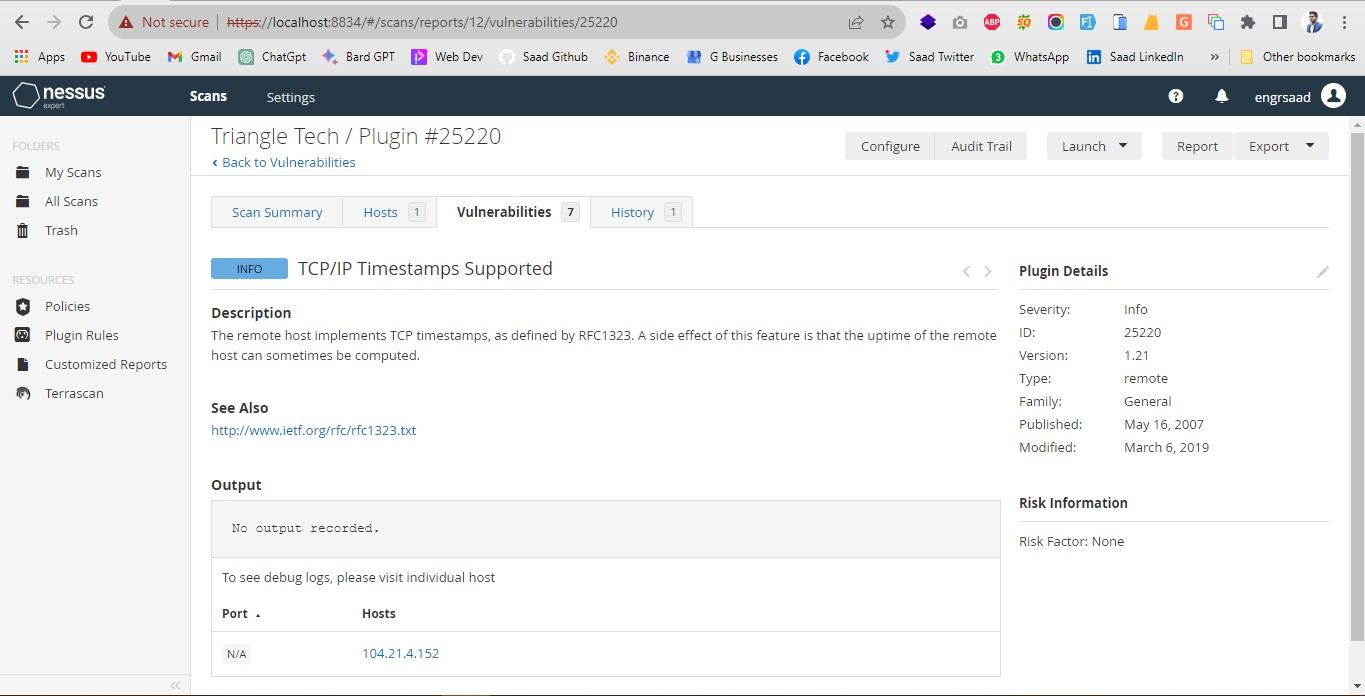 Not secure | https://localhost:8834/#/scans/reports/12/vulnerabilities/25220
Apps YouTube Gmail ChatGpt Bard GPT Web Dev Saad Github Binance G Businesses Facebook Saad Twitter WhatsApp Saad LinkedIn » Other bookmarks
nessus expert Scans Settings engrsaad
FOLDERS
My Scans
All Scans
Trash
RESOURCES
Policies
Plugin Rules
Customized Reports
Terrascan
Triangle Tech / Plugin #25220
‹ Back to Vulnerabilities
Configure Audit Trail Launch Report Export
Scan Summary Hosts 1 Vulnerabilities 7 History 1
INFO TCP/IP Timestamps Supported
Description
The remote host implements TCP timestamps, as defined by RFC1323. A side effect of this feature is that the uptime of the remote
host can sometimes be computed.
See Also
http://www.ietf.org/rfc/rfc1323.txt
Output
No output recorded.
To see debug logs, please visit individual host
Port Hosts
N/A 104.21.4.152
Plugin Details
Severity: Info
ID: 25220
Version: 1.21
Type: remote
Family: General
Published: May 16, 2007
Modified: March 6, 2019
Risk Information
Risk Factor: None